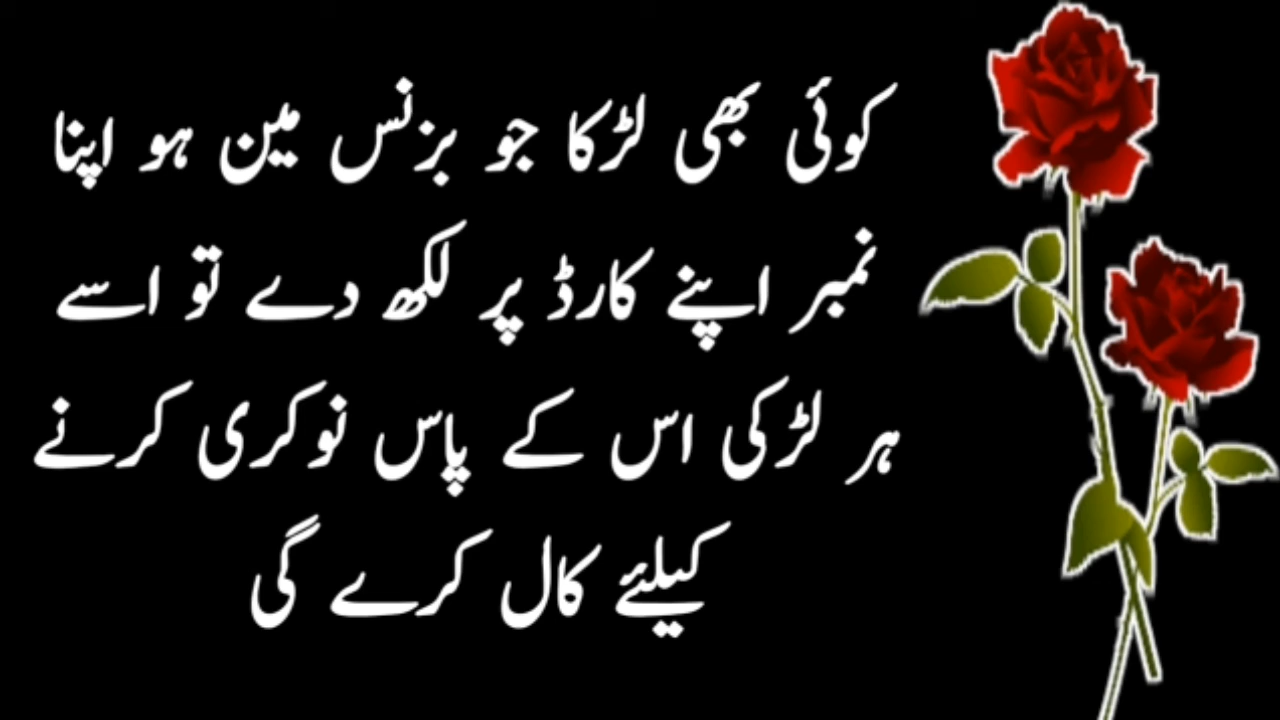 کوئی بھی لڑکا جو بزنس مین ہو اپنا
نمبر اپنے کارڈ پر لکھ دے تو اسے
ہر لڑکی اس کے پاس نوکری کرنے
کیلئے کال کرے گی